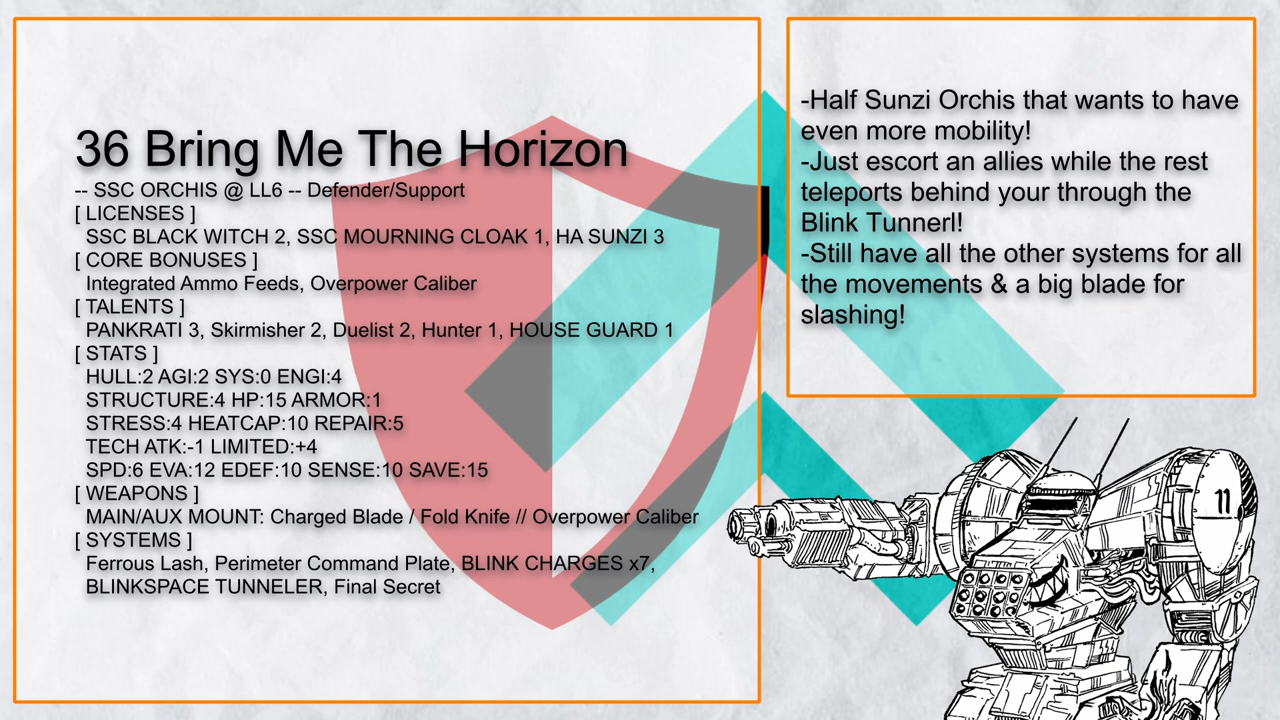 36 Bring Me The Horizon
-- SSC ORCHIS @ LL6 -- Defender/Support
[ LICENSES ]
SSC BLACK WITCH 2, SSC MOURNING CLOAK 1, HA SUNZI 3
[ CORE BONUSES ]
Integrated Ammo Feeds, Overpower Caliber
[ TALENTS ]
PANKRATI 3, Skirmisher 2, Duelist 2, Hunter 1, HOUSE GUARD 1
[ STATS ]
HULL:2 AGI:2 SYS:0 ENGI:4
STRUCTURE:4 HP:15 ARMOR:1
STRESS:4 HEATCAP:10 REPAIR:5
TECH ATK:-1 LIMITED:+4
SPD:6 EVA:12 EDEF:10 SENSE:10 SAVE:15
[ WEAPONS ]
MAIN/AUX MOUNT: Charged Blade / Fold Knife // Overpower Caliber
[ SYSTEMS ]
Ferrous Lash, Perimeter Command Plate, BLINK CHARGES x7,
BLINKSPACE TUNNELER, Final Secret
-Half Sunzi Orchis that wants to have
even more mobility!
-Just escort an allies while the rest
teleports behind your through the
Blink Tunnerl!
-Still have all the other systems for all
the movements & a big blade for
slashing!
11